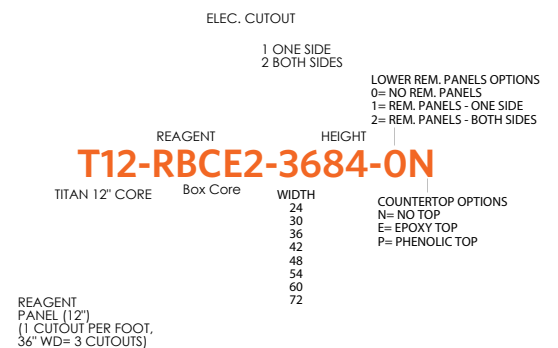 ELEC. CUTOUT
1 ONE SIDE
2 BOTH SIDES
LOWER REM. PANELS OPTIONS
0= NO REM. PANELS
1= REM. PANELS - ONE SIDE
2= REM. PANELS - BOTH SIDES
REAGENT
HEIGHT
T12-RBCE2-3684-0N
TITAN 12" CORE
Box Core
WIDTH
24
30
36
42
48
54
60
72
COUNTERTOP OPTIONS
N= NO TOP
E= EPOXY TOP
P= PHENOLIC TOP
REAGENT
PANEL (12")
(1 CUTOUT PER FOOT,
36" WD= 3 CUTOUTS)